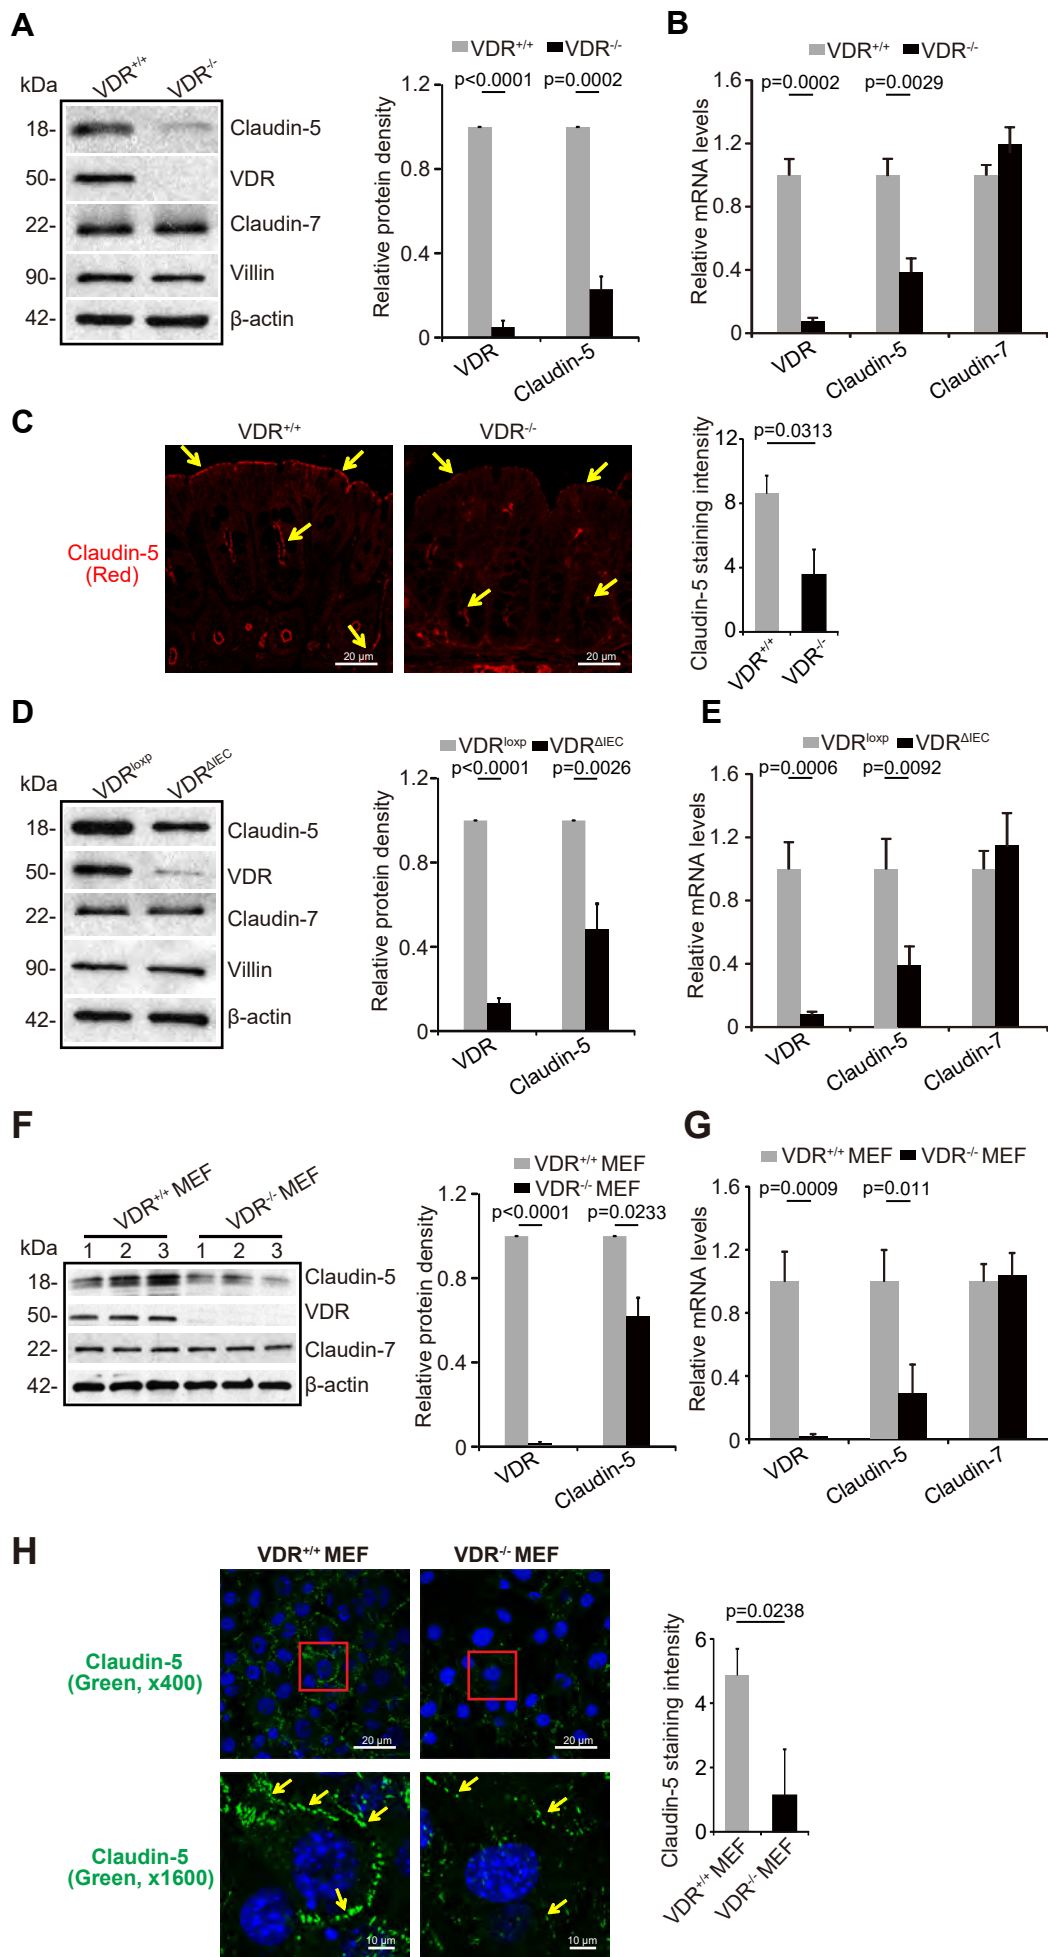 A
kDa
VDR+/+
VDR-/-
18-
Claudin-5
50-
VDR
22-
Claudin-7
90-
Villin
42-
β-actin
VDR+/+ VDR-/-
p<0.0001 p=0.0002
Relative protein density
1.2
0.8
0.4
0
VDR
Claudin-5
B
VDR+/+ VDR-/-
p=0.0002 p=0.0029
Relative mRNA levels
1.6
1.2
0.8
0.4
0
VDR
Claudin-5
Claudin-7
C
VDR+/+
VDR-/-
Claudin-5
(Red)
20 µm
20 µm
p=0.0313
Claudin-5 staining intensity
12
8
4
0
VDR+/+
VDR-/-
D
kDa
VDRloxp
VDRΔIEC
18-
Claudin-5
50-
VDR
22-
Claudin-7
90-
Villin
42-
β-actin
VDRloxp VDRΔIEC
p<0.0001 p=0.0026
Relative protein density
1.2
0.8
0.4
0
VDR
Claudin-5
E
VDRloxp VDRΔIEC
p=0.0006 p=0.0092
Relative mRNA levels
1.6
1.2
0.8
0.4
0
VDR
Claudin-5
Claudin-7
F
VDR+/+ MEF
VDR-/- MEF
kDa
1 2 3 1 2 3
18-
Claudin-5
50-
VDR
22-
Claudin-7
42-
β-actin
VDR+/+ MEF
VDR-/- MEF
p<0.0001 p=0.0233
Relative protein density
1.2
0.8
0.4
0
VDR
Claudin-5
G
VDR+/+ MEF VDR-/- MEF
p=0.0009 p=0.011
Relative mRNA levels
1.6
1.2
0.8
0.4
0
VDR
Claudin-5
Claudin-7
H
VDR+/+ MEF
VDR-/- MEF
Claudin-5
(Green, x400)
20 µm
20 µm
Claudin-5
(Green, x1600)
10 µm
10 µm
p=0.0238
Claudin-5 staining intensity
6
4
2
0
VDR+/+ MEF
VDR-/- MEF